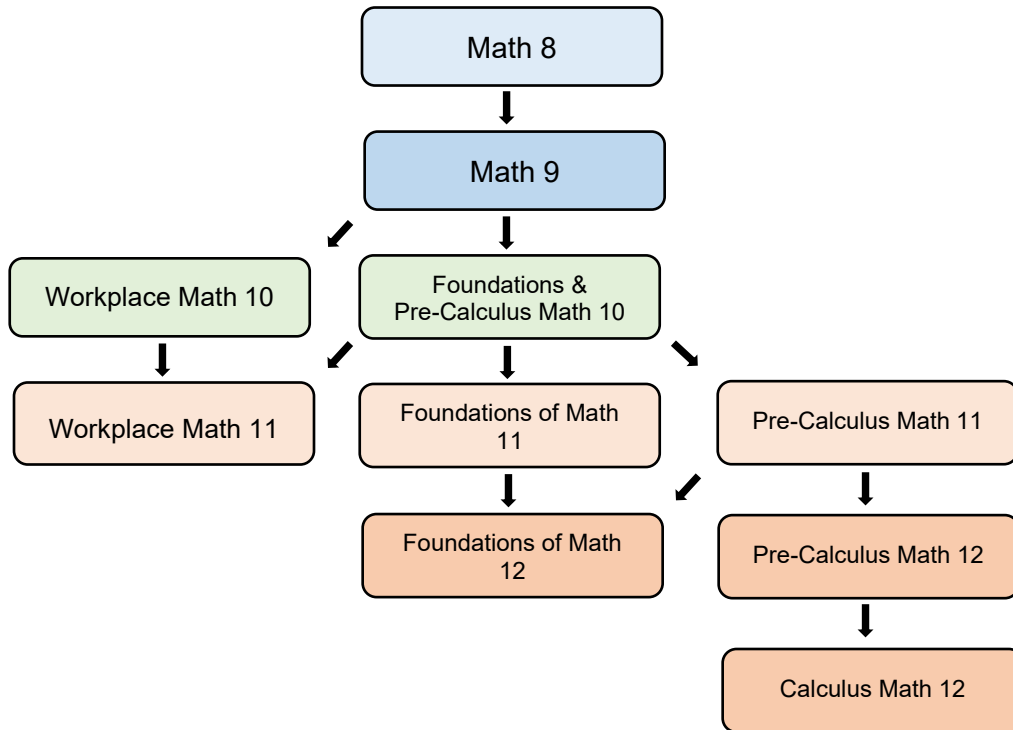 Math 8
Math 9
Workplace Math 10
Foundations &
Pre-Calculus Math 10
Workplace Math 11
Foundations of Math
11
Pre-Calculus Math 11
Foundations of Math
12
Pre-Calculus Math 12
Calculus Math 12